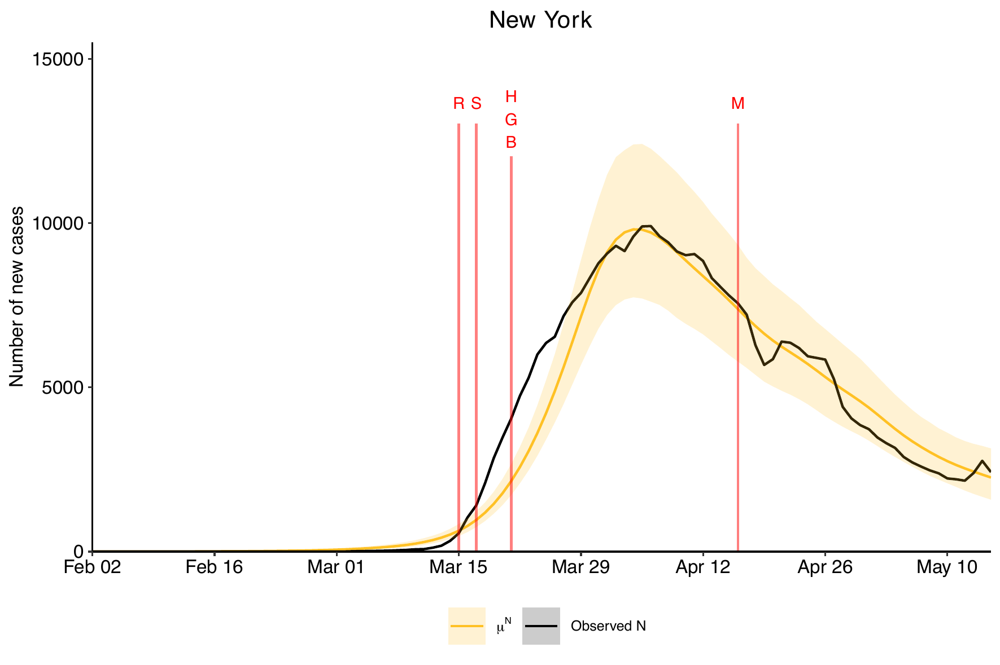 New York
15000
10000
5000
0
Number of new cases
R S
H
G
B
M
Feb 02 Feb 16 Mar 01 Mar 15 Mar 29 Apr 12 Apr 26 May 10
μᴺ Observed N